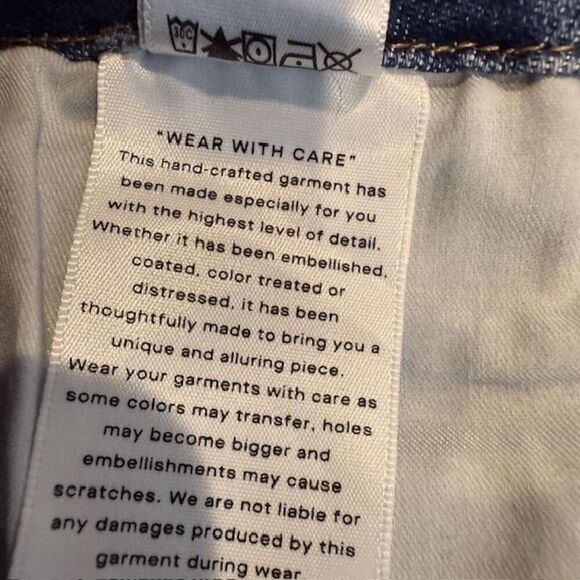 30C
"WEAR WITH CARE"
This hand-crafted garment has
been made especially for you
with the highest level of detail.
Whether it has been embellished,
coated, color treated or
distressed, it has been
thoughtfully made to bring you a
unique and alluring piece.
Wear your garments with care as
some colors may transfer, holes
may become bigger and
embellishments may cause
scratches. We are not liable for
any damages produced by this
garment during wear